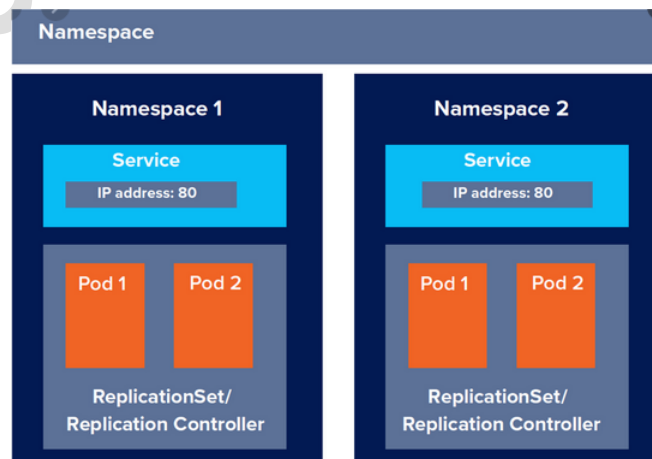 Namespace
Namespace 1
Service
IP address: 80
Pod 1
Pod 2
ReplicationSet/
Replication Controller
Namespace 2
Service
IP address: 80
Pod 1
Pod 2
ReplicationSet/
Replication Controller